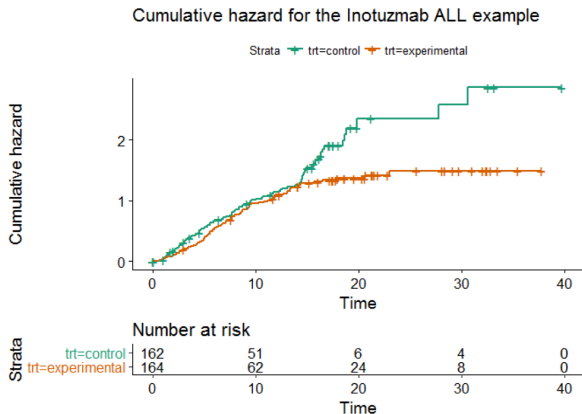 Cumulative hazard for the Inotuzmab ALL example
Strata trt=control trt=experimental
Cumulative hazard
2
1
0
0 10 20 30 40
Time
Number at risk
Strata
trt=control 162 51 6 4 0
trt=experimental 164 62 24 8 0
0 10 20 30 40
Time